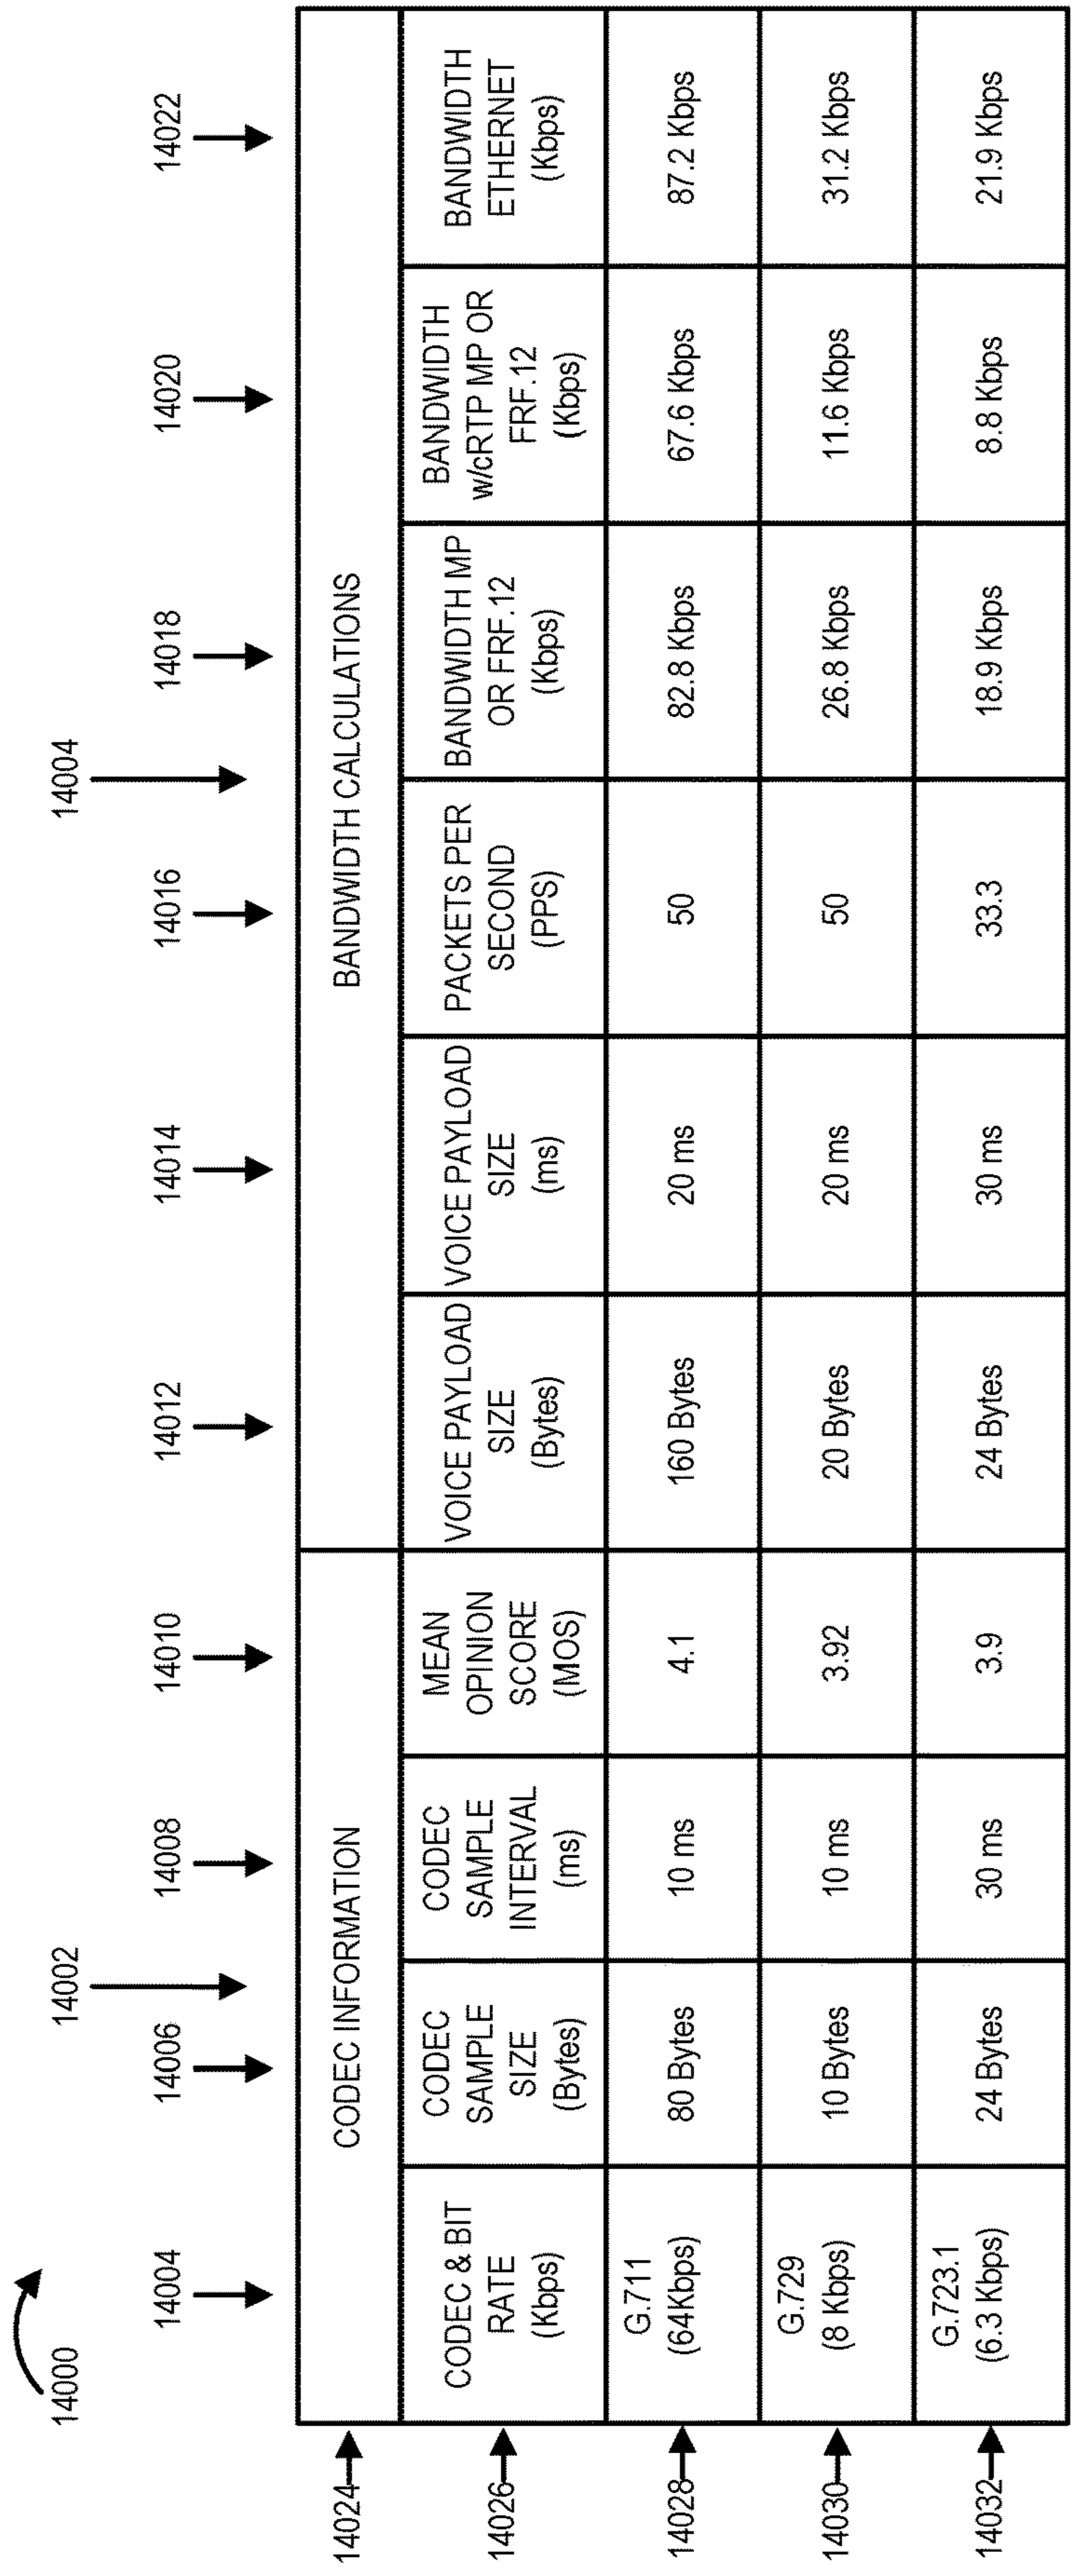 14000
14002
14004
14004
14006
14008
14010
14012
14014
14016
14018
14020
14022
14024
CODEC INFORMATION
BANDWIDTH CALCULATIONS
14026
CODEC & BIT
RATE
(Kbps)
CODEC
SAMPLE
SIZE
(Bytes)
CODEC
SAMPLE
INTERVAL
(ms)
MEAN
OPINION
SCORE
(MOS)
VOICE PAYLOAD
SIZE
(Bytes)
VOICE PAYLOAD
SIZE
(ms)
PACKETS PER
SECOND
(PPS)
BANDWIDTH MP
OR FRF.12
(Kbps)
BANDWIDTH
w/cRTP MP OR
FRF.12
(Kbps)
BANDWIDTH
ETHERNET
(Kbps)
14028
G.711
(64Kbps)
80 Bytes
10 ms
4.1
160 Bytes
20 ms
50
82.8 Kbps
67.6 Kbps
87.2 Kbps
14030
G.729
(8 Kbps)
10 Bytes
10 ms
3.92
20 Bytes
20 ms
50
26.8 Kbps
11.6 Kbps
31.2 Kbps
14032
G.723.1
(6.3 Kbps)
24 Bytes
30 ms
3.9
24 Bytes
30 ms
33.3
18.9 Kbps
8.8 Kbps
21.9 Kbps